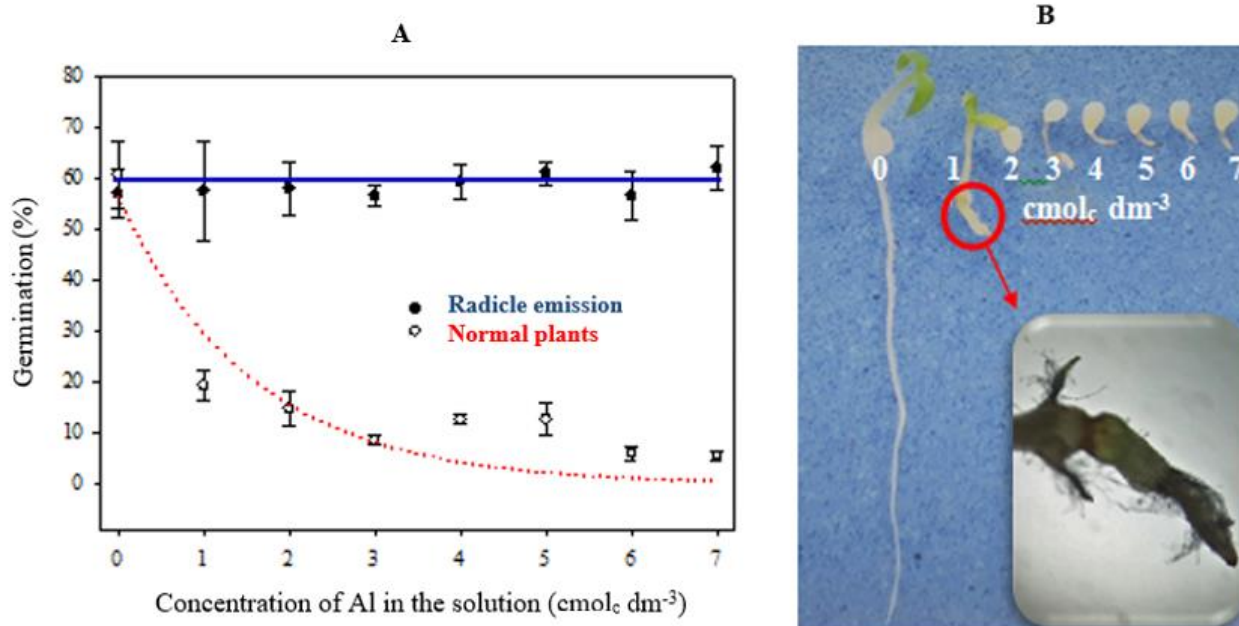 A
80
70
60
50
40
30
20
10
0
Germination (%)
Radicle emission
Normal plants
0 1 2 3 4 5 6 7
Concentration of Al in the solution (cmolc dm-3)
B
0 1 2 3 4 5 6 7
cmolc dm-3